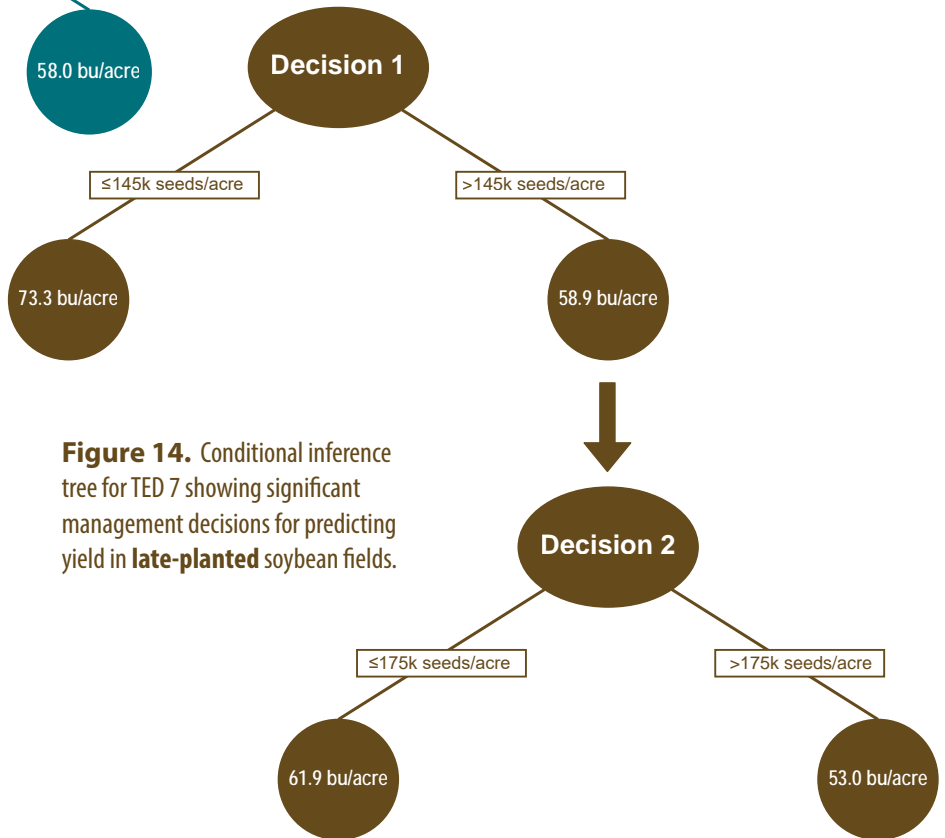 58.0 bu/acre
Decision 1
≤145k seeds/acre
>145k seeds/acre
73.3 bu/acre
58.9 bu/acre
Figure 14. Conditional inference
tree for TED 7 showing significant
management decisions for predicting
yield in late-planted soybean fields.
Decision 2
≤175k seeds/acre
>175k seeds/acre
61.9 bu/acre
53.0 bu/acre